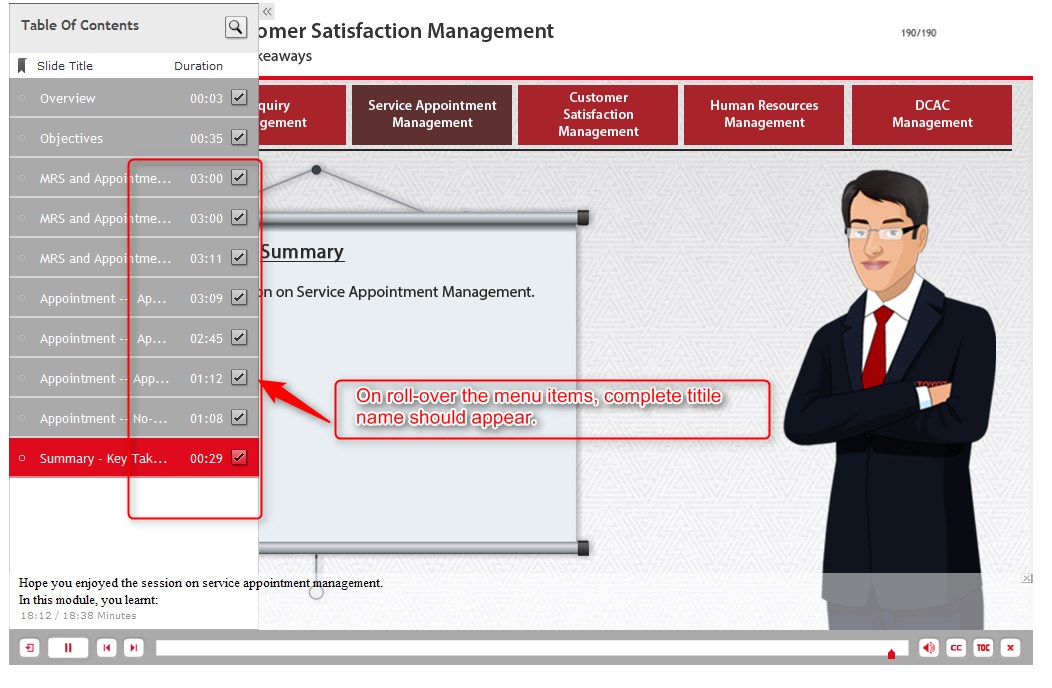 Table Of Contents
«
omer Satisfaction Management
190/190
keaways
Slide Title Duration
Overview 00:03
Objectives 00:35
MRS and Appointme... 03:00
MRS and Appointme... 03:00
MRS and Appointme... 03:11
Appointment -- Ap... 03:09
Appointment -- Ap... 02:45
Appointment -- App... 01:12
Appointment -- No-... 01:08
Summary - Key Tak... 00:29
quiry
gement
Service Appointment
Management
Customer
Satisfaction
Management
Human Resources
Management
DCAC
Management
Summary
n on Service Appointment Management.
On roll-over the menu items, complete titile
name should appear.
TOYOT
Hope you enjoyed the session on service appointment management.
In this module, you learnt:
18:12 / 18:38 Minutes
CC TOC